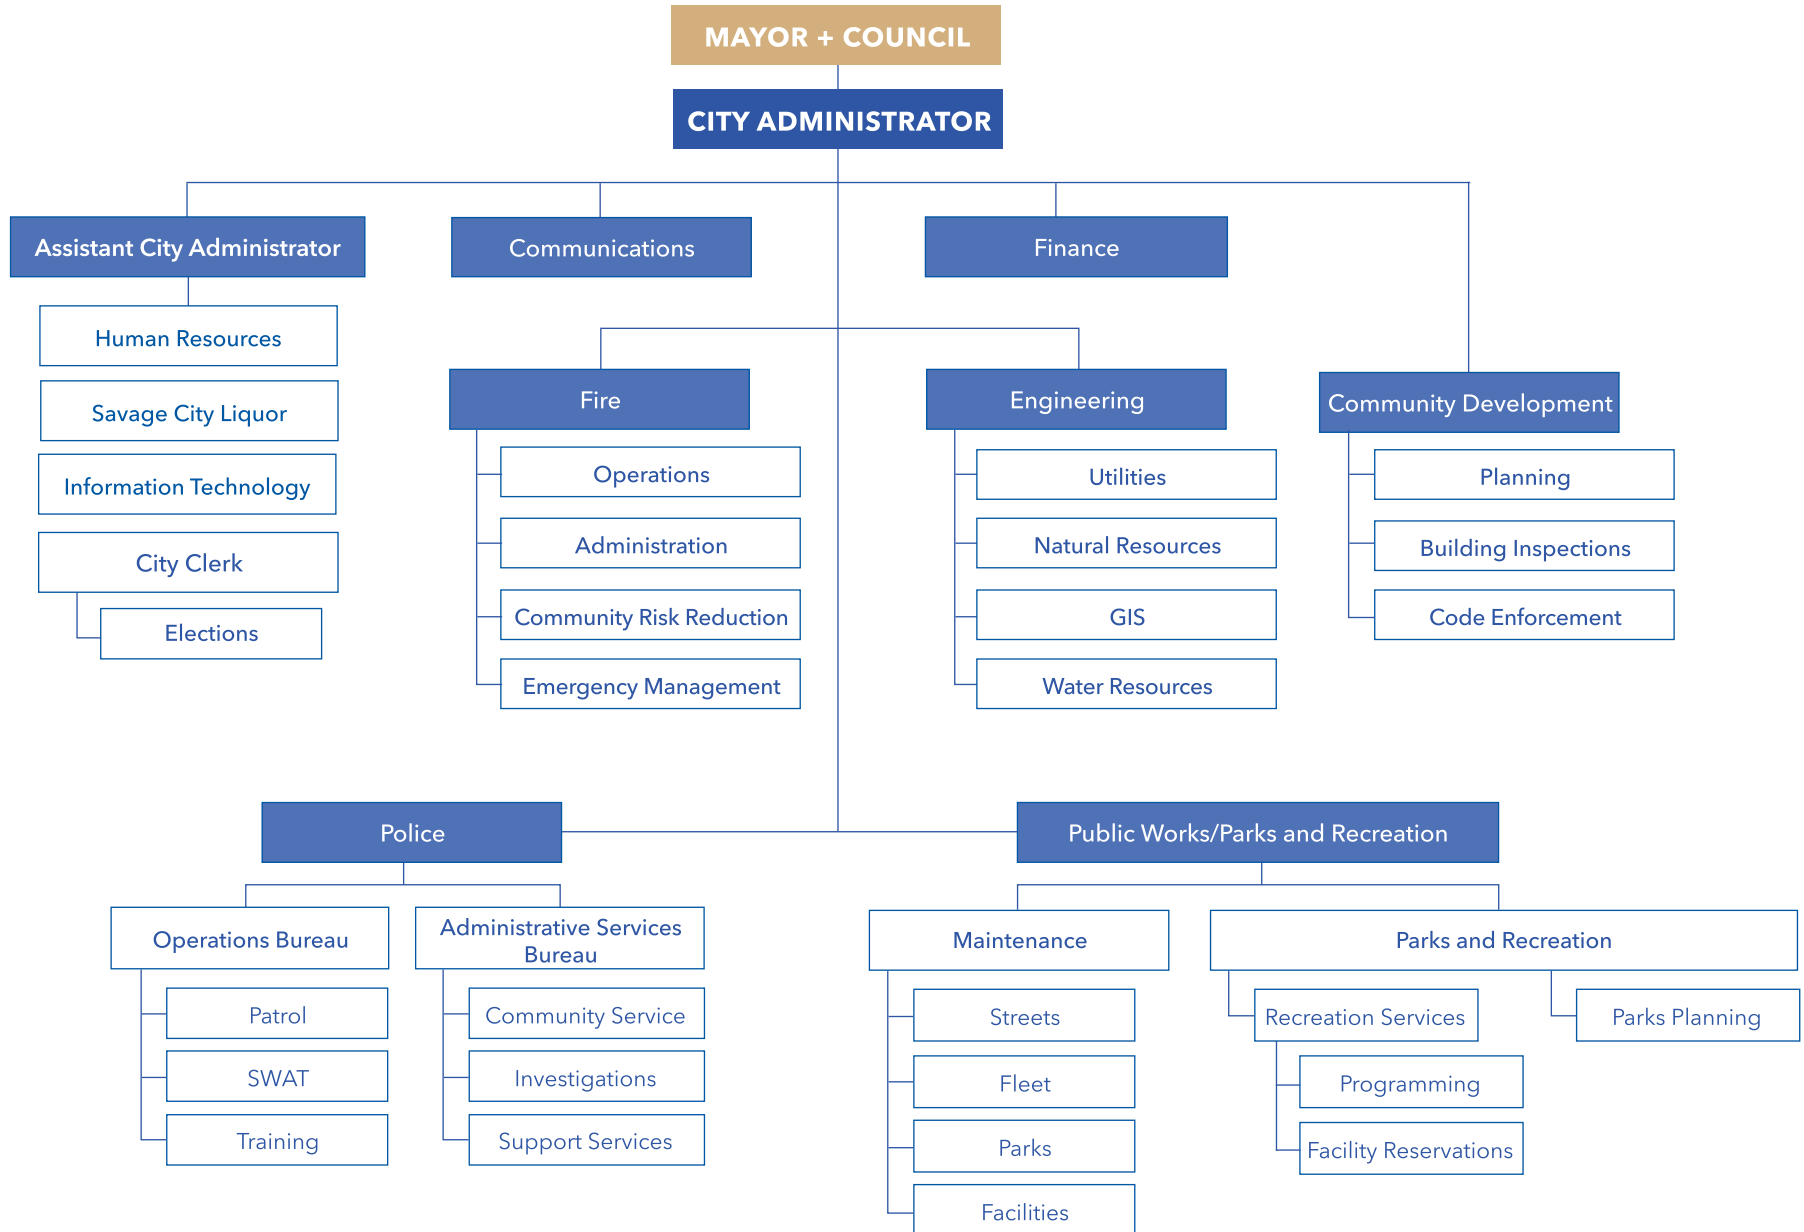 MAYOR + COUNCIL
CITY ADMINISTRATOR
Assistant City Administrator
Communications
Finance
Human Resources
Savage City Liquor
Information Technology
City Clerk
Elections
Fire
Operations
Administration
Community Risk Reduction
Emergency Management
Engineering
Utilities
Natural Resources
GIS
Water Resources
Community Development
Planning
Building Inspections
Code Enforcement
Police
Operations Bureau
Patrol
SWAT
Training
Administrative Services
Bureau
Community Service
Investigations
Support Services
Public Works/Parks and Recreation
Maintenance
Streets
Fleet
Parks
Facilities
Parks and Recreation
Recreation Services
Programming
Facility Reservations
Parks Planning